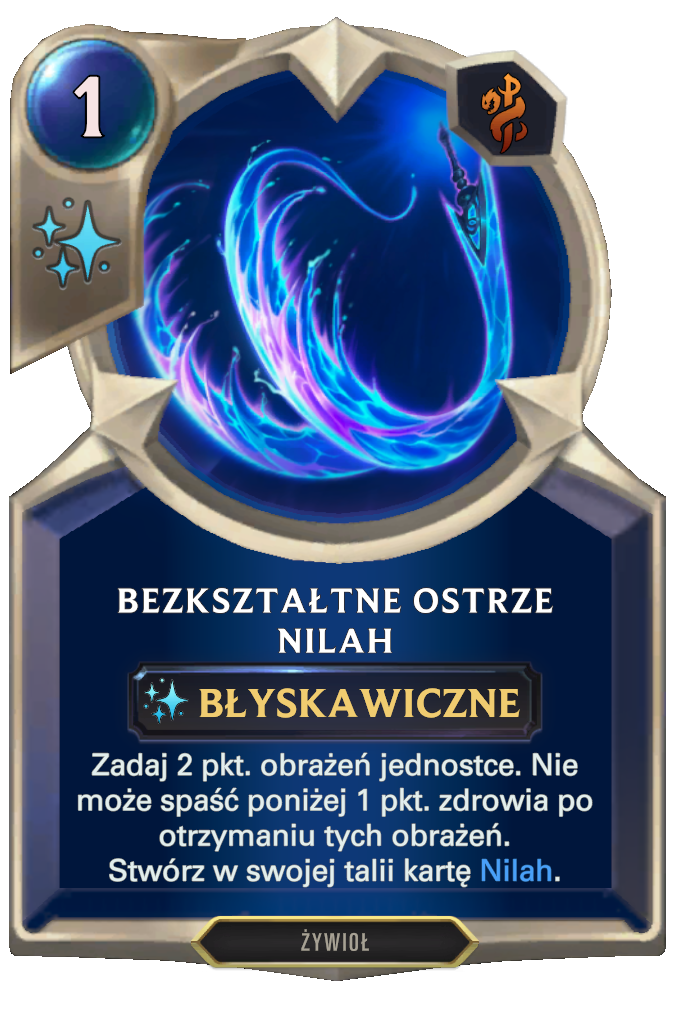 1
BEZKSZTAŁTNE OSTRZE
NILAH
BŁYSKAWICZNE
Zadaj 2 pkt. obrażeń jednostce. Nie
może spaść poniżej 1 pkt. zdrowia po
otrzymaniu tych obrażeń.
Stwórz w swojej talii kartę Nilah.
ŻYWIOŁ